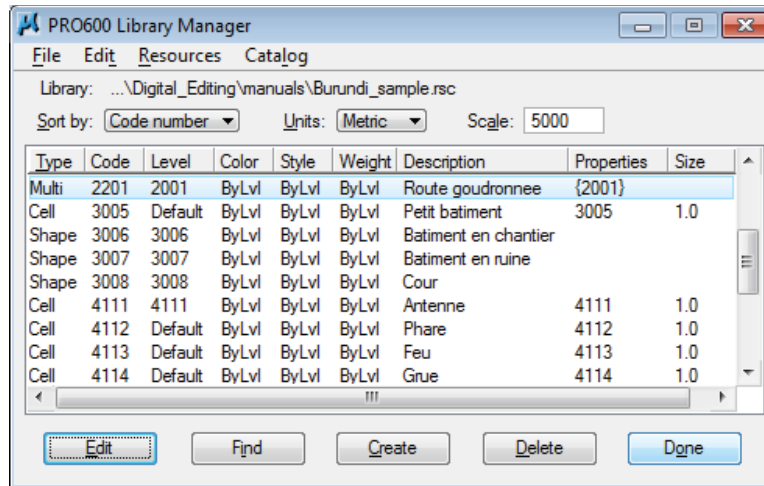 PRO600 Library Manager
File Edit Resources Catalog
Library: ...\Digital_Editing\manuals\Burundi_sample.rsc
Sort by: Code number Units: Metric Scale: 5000
Type Code Level Color Style Weight Description Properties Size
Multi 2201 2001 ByLvl ByLvl ByLvl Route goudronnee {2001}
Cell 3005 Default ByLvl ByLvl ByLvl Petit batiment 3005 1.0
Shape 3006 3006 ByLvl ByLvl ByLvl Batiment en chantier
Shape 3007 3007 ByLvl ByLvl ByLvl Batiment en ruine
Shape 3008 3008 ByLvl ByLvl ByLvl Cour
Cell 4111 4111 ByLvl ByLvl ByLvl Antenne 4111 1.0
Cell 4112 Default ByLvl ByLvl ByLvl Phare 4112 1.0
Cell 4113 Default ByLvl ByLvl ByLvl Feu 4113 1.0
Cell 4114 Default ByLvl ByLvl ByLvl Grue 4114 1.0
Edit Find Create Delete Done